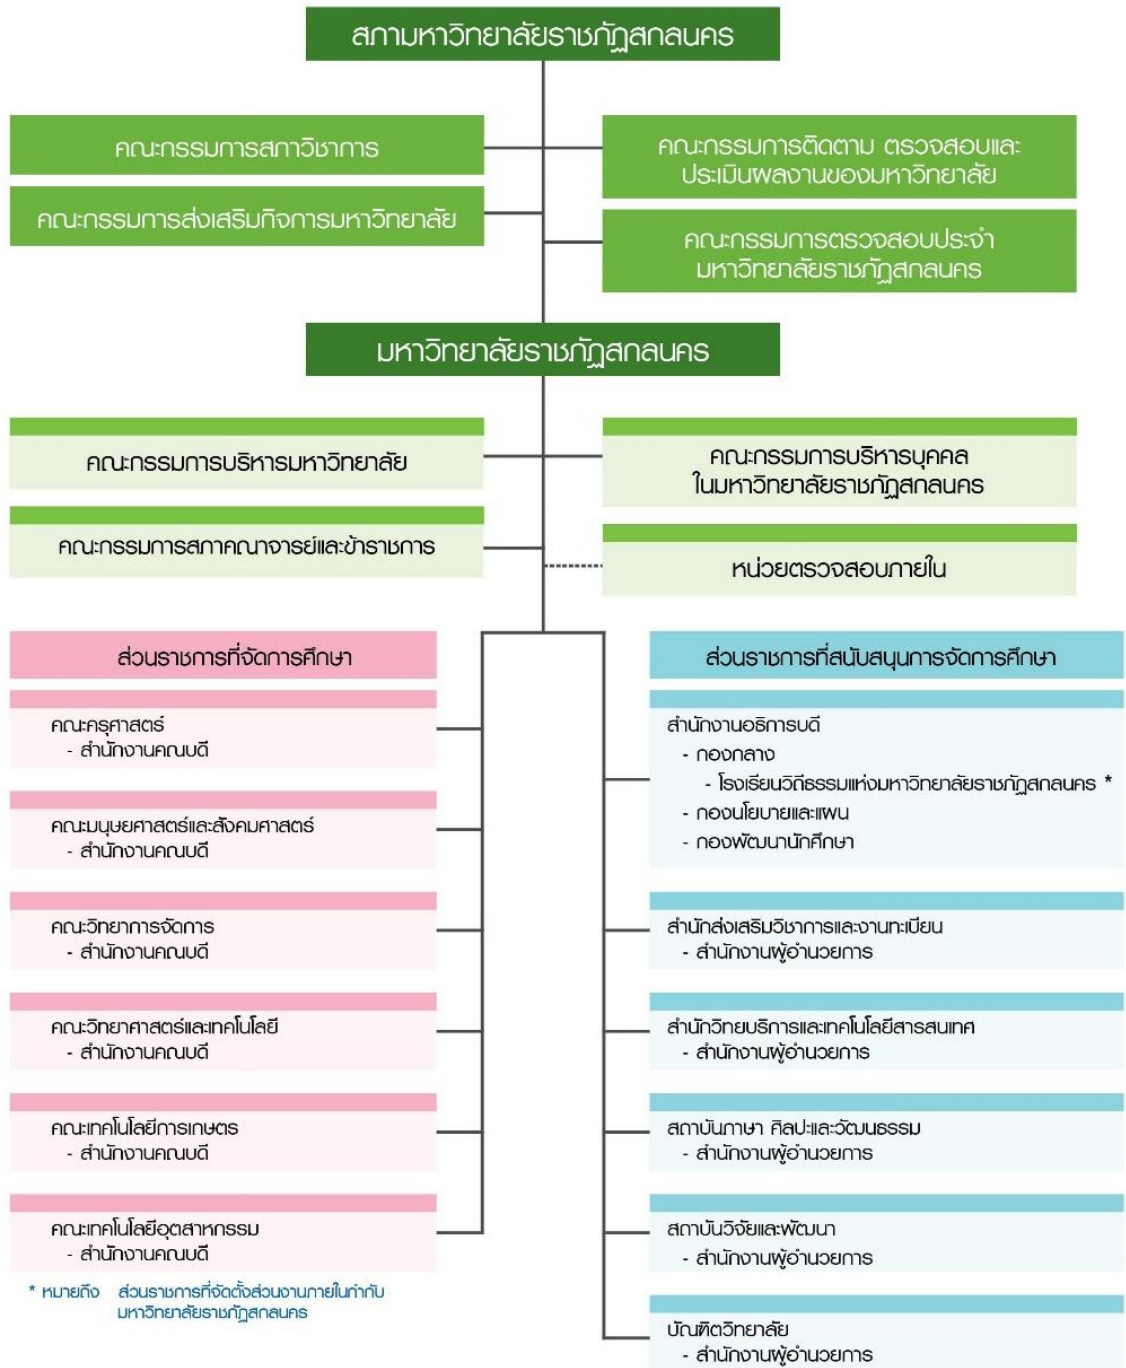 สภามหาวิทยาลัยราชภัฏสกลนคร
คณะกรรมการสภาวิชาการ
คณะกรรมการติดตาม ตรวจสอบและ
ประเมินผลงานของมหาวิทยาลัย
คณะกรรมการส่งเสริมกิจการมหาวิทยาลัย
คณะกรรมการตรวจสอบประจำ
มหาวิทยาลัยราชภัฏสกลนคร
มหาวิทยาลัยราชภัฏสกลนคร
คณะกรรมการบริหารมหาวิทยาลัย
คณะกรรมการบริหารบุคคล
ในมหาวิทยาลัยราชภัฏสกลนคร
คณะกรรมการสภาคณาจารย์และข้าราชการ
หน่วยตรวจสอบภายใน
ส่วนราชการที่จัดการศึกษา
คณะครุศาสตร์
- สำนักงานคณบดี
คณะมนุษยศาสตร์และสังคมศาสตร์
- สำนักงานคณบดี
คณะวิทยาการจัดการ
- สำนักงานคณบดี
คณะวิทยาศาสตร์และเทคโนโลยี
- สำนักงานคณบดี
คณะเทคโนโลยีการเกษตร
- สำนักงานคณบดี
คณะเทคโนโลยีอุตสาหกรรม
- สำนักงานคณบดี
* หมายถึง ส่วนราชการที่จัดตั้งส่วนงานภายในกำกับ
มหาวิทยาลัยราชภัฏสกลนคร
ส่วนราชการที่สนับสนุนการจัดการศึกษา
สำนักงานอธิการบดี
- กองกลาง
- โรงเรียนวิถีธรรมแห่งมหาวิทยาลัยราชภัฏสกลนคร *
- กองนโยบายและแผน
- กองพัฒนานักศึกษา
สำนักส่งเสริมวิชาการและงานทะเบียน
- สำนักงานผู้อำนวยการ
สำนักวิทยบริการและเทคโนโลยีสารสนเทศ
- สำนักงานผู้อำนวยการ
สถาบันภาษา ศิลปะและวัฒนธรรม
- สำนักงานผู้อำนวยการ
สถาบันวิจัยและพัฒนา
- สำนักงานผู้อำนวยการ
บัณฑิตวิทยาลัย
- สำนักงานผู้อำนวยการ